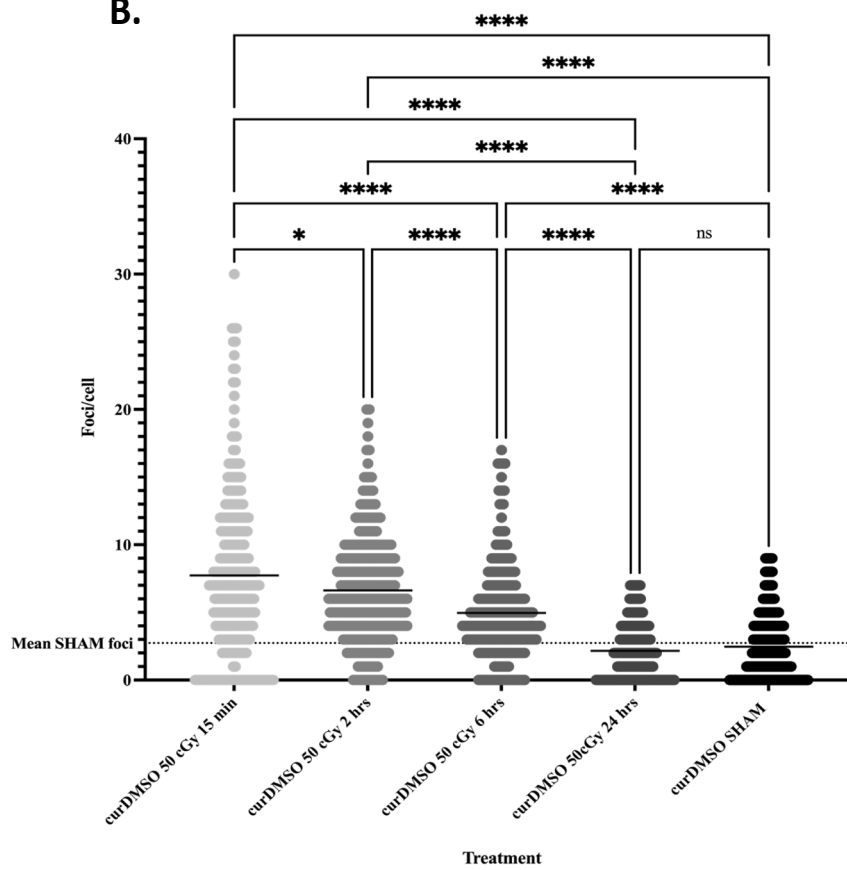 B.
****
****
****
****
**** ****
* **** **** ns
40
30
20
10
0
Foci/cell
Mean SHAM foci
curDMSO 50 cGy 15 min
curDMSO 50 cGy 2 hrs
curDMSO 50 cGy 6 hrs
curDMSO 50cGy 24 hrs
curDMSO SHAM
Treatment